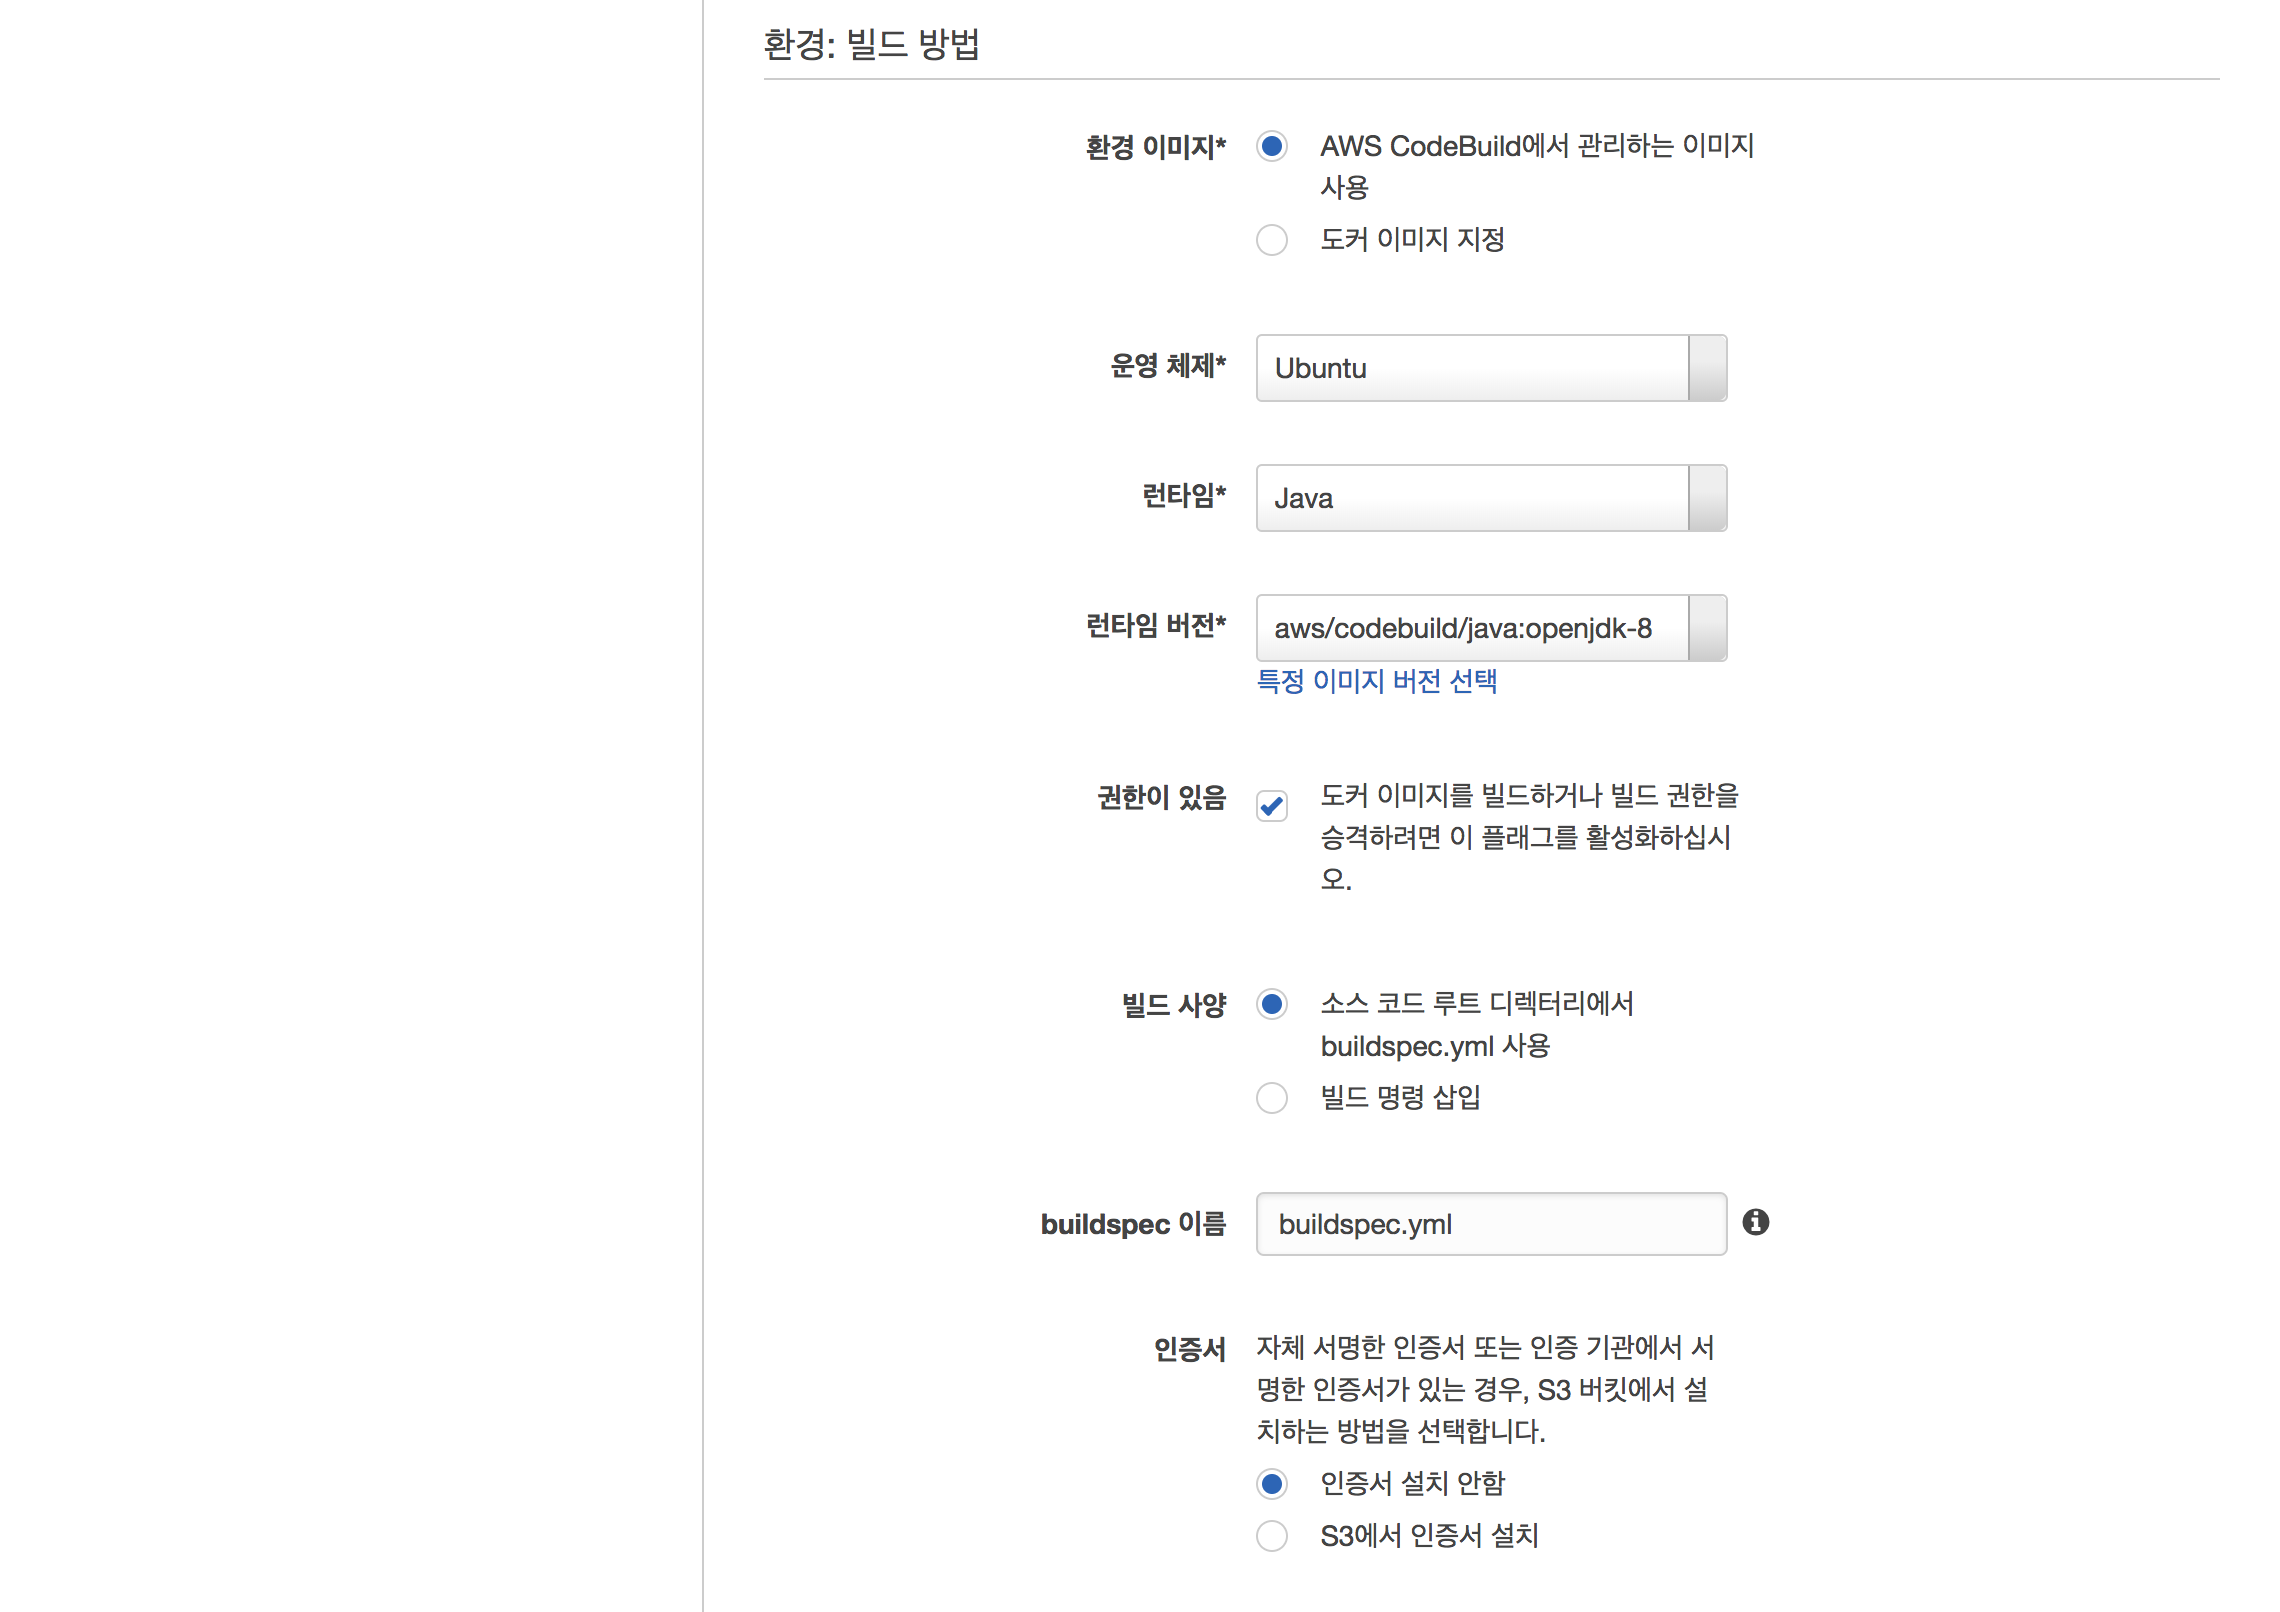 환경: 빌드 방법
환경 이미지*
AWS CodeBuild에서 관리하는 이미지
사용
도커 이미지 지정
운영 체제*
Ubuntu
런타임*
Java
런타임 버전*
aws/codebuild/java:openjdk-8
특정 이미지 버전 선택
권한이 있음
도커 이미지를 빌드하거나 빌드 권한을
승격하려면 이 플래그를 활성화하십시
오.
빌드 사양
소스 코드 루트 디렉터리에서
buildspec.yml 사용
빌드 명령 삽입
buildspec 이름
buildspec.yml
인증서
자체 서명한 인증서 또는 인증 기관에서 서
명한 인증서가 있는 경우, S3 버킷에서 설
치하는 방법을 선택합니다.
인증서 설치 안함
S3에서 인증서 설치